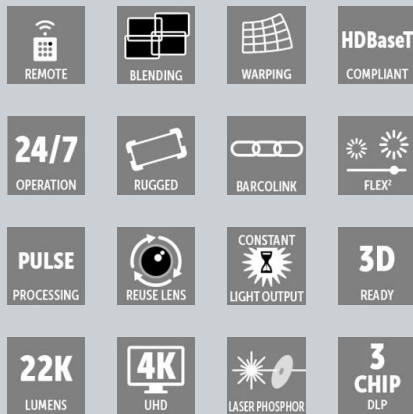 REMOTE
BLENDING
WARPING
HDBaseT
COMPLIANT
24/7
OPERATION
RUGGED
BARCOLINK
FLEX²
PULSE
PROCESSING
REUSE LENS
CONSTANT
LIGHT OUTPUT
3D
READY
22K
LUMENS
4K
UHD
LASER PHOSPHOR
3
CHIP
DLP